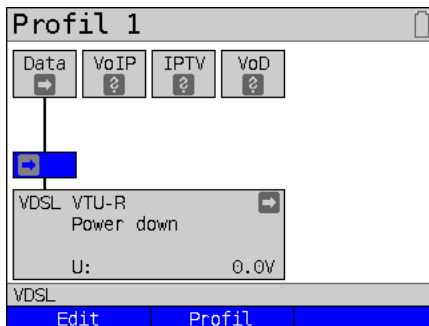 Profil 1
Data VoIP IPTV VoD
VDSL VTU-R
Power down
U: 0.0V
VDSL
Edit Profil